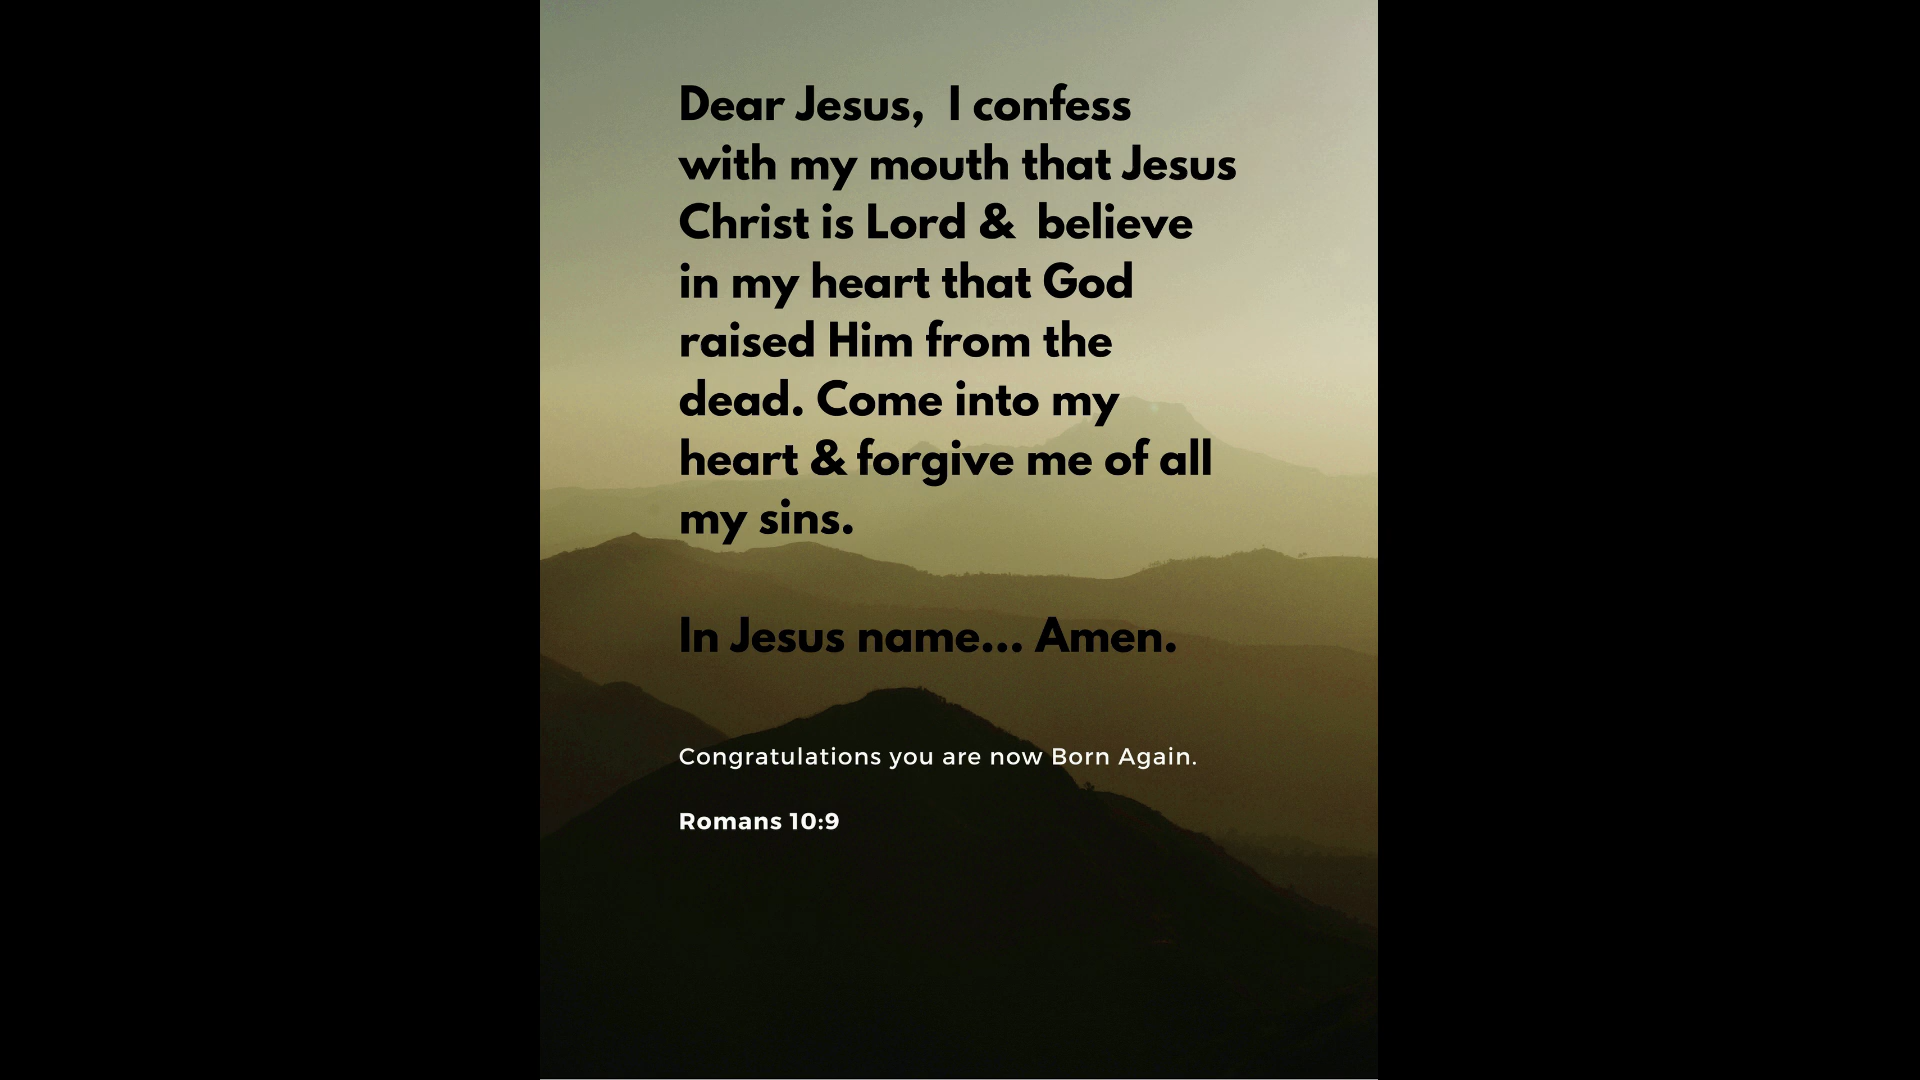 Dear Jesus,  I confess
with my mouth that Jesus
Christ is Lord &  believe
in my heart that God
raised Him from the
dead. Come into my
heart & forgive me of all
my sins.
In Jesus name... Amen.
Congratulations you are now Born Again.
Romans 10:9